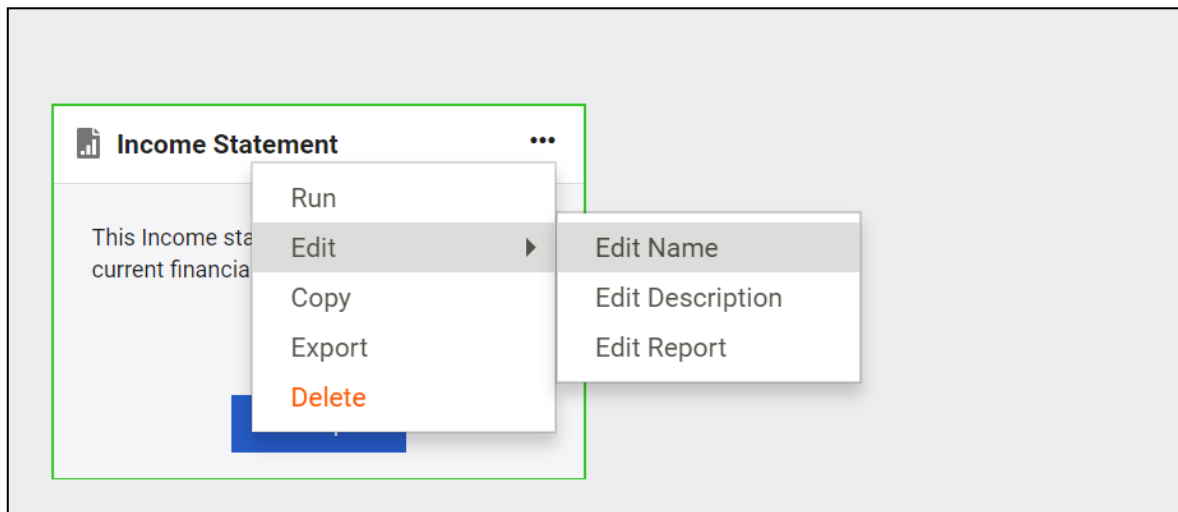 Income Statement
This Income sta
current financia
Run
Edit
Copy
Export
Delete
Edit Name
Edit Description
Edit Report